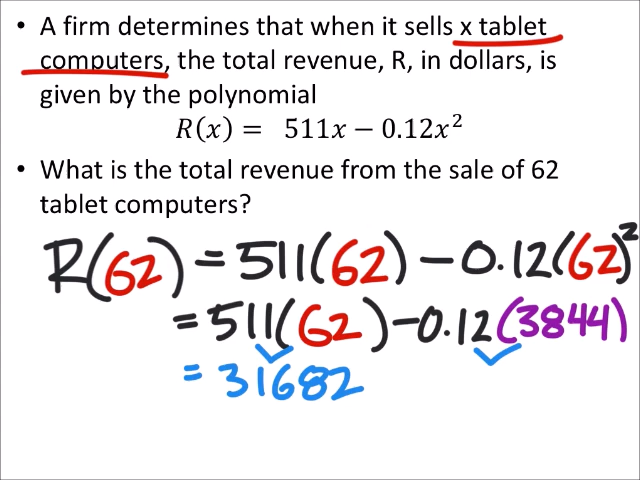 • A firm determines that when it sells x tablet
computers, the total revenue, R, in dollars, is
given by the polynomial
R(x) = 511x − 0.12x²
• What is the total revenue from the sale of 62
tablet computers?
R(62) = 511(62) − 0.12(62)²
= 511(62) − 0.12(3844)
= 31682